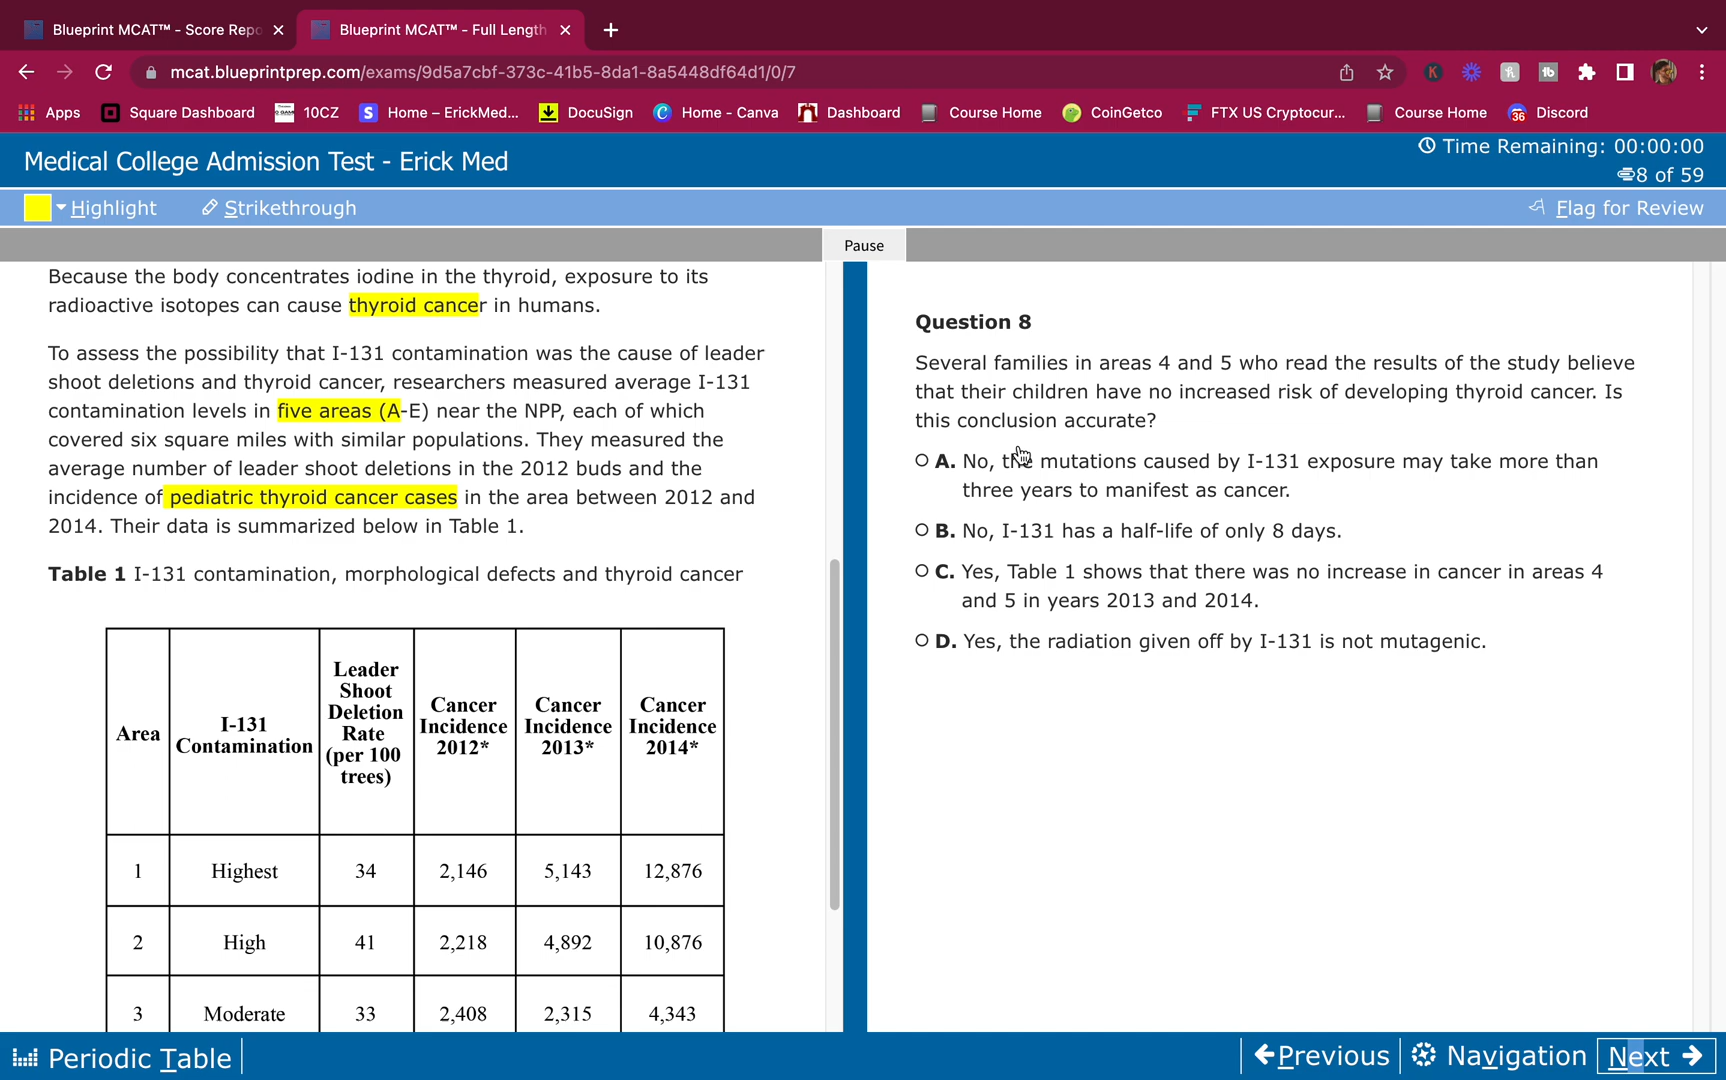 Blueprint MCAT™ - Score Repo
Blueprint MCAT™ - Full Length
mcat.blueprintprep.com/exams/9d5a7cbf-373c-41b5-8da1-8a5448df64d1/0/7
Apps
Square Dashboard
10CZ
Home – ErickMed...
DocuSign
Home - Canva
Dashboard
Course Home
CoinGetco
FTX US Cryptocur...
Course Home
36
Discord
Medical College Admission Test - Erick Med
Time Remaining: 00:00:00
8 of 59
Highlight
Strikethrough
Flag for Review
Pause
Because the body concentrates iodine in the thyroid, exposure to its
radioactive isotopes can cause thyroid cancer in humans.
To assess the possibility that I-131 contamination was the cause of leader
shoot deletions and thyroid cancer, researchers measured average I-131
contamination levels in five areas (A-E) near the NPP, each of which
covered six square miles with similar populations. They measured the
average number of leader shoot deletions in the 2012 buds and the
incidence of pediatric thyroid cancer cases in the area between 2012 and
2014. Their data is summarized below in Table 1.
Table 1 I-131 contamination, morphological defects and thyroid cancer
Area
I-131
Contamination
Leader
Shoot
Deletion
Rate
(per 100
trees)
Cancer
Incidence
2012*
Cancer
Incidence
2013*
Cancer
Incidence
2014*
1 Highest 34 2,146 5,143 12,876
2 High 41 2,218 4,892 10,876
3 Moderate 33 2,408 2,315 4,343
Question 8
Several families in areas 4 and 5 who read the results of the study believe
that their children have no increased risk of developing thyroid cancer. Is
this conclusion accurate?
A. No, the mutations caused by I-131 exposure may take more than
three years to manifest as cancer.
B. No, I-131 has a half-life of only 8 days.
C. Yes, Table 1 shows that there was no increase in cancer in areas 4
and 5 in years 2013 and 2014.
D. Yes, the radiation given off by I-131 is not mutagenic.
Periodic Table
Previous
Navigation
Next